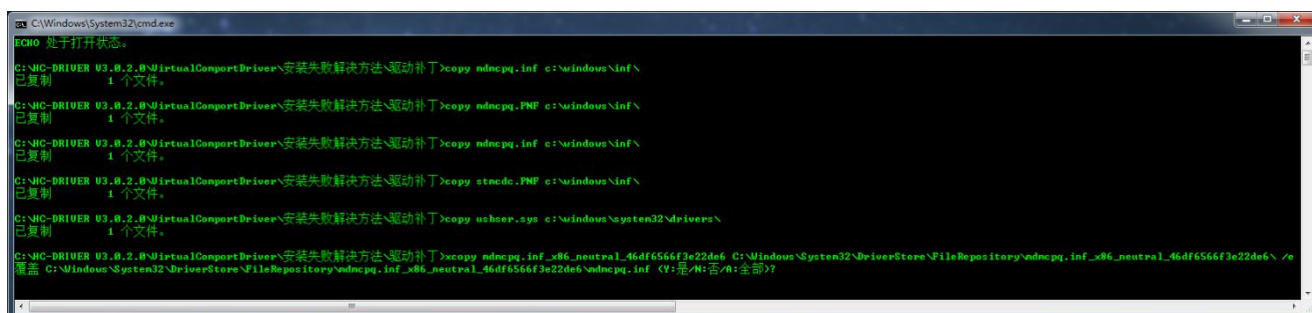 C:\Windows\System32\cmd.exe
ECHO 处于打开状态。
C:\HC-DRIVER V3.0.2.0\VirtualComportDriver\安装失败解决方法\驱动补丁>copy mdmcpq.inf c:\windows\inf\
已复制         1 个文件。
C:\HC-DRIVER V3.0.2.0\VirtualComportDriver\安装失败解决方法\驱动补丁>copy mdmcpq.PNF c:\windows\inf\
已复制         1 个文件。
C:\HC-DRIVER V3.0.2.0\VirtualComportDriver\安装失败解决方法\驱动补丁>copy mdmcpq.inf c:\windows\inf\
已复制         1 个文件。
C:\HC-DRIVER V3.0.2.0\VirtualComportDriver\安装失败解决方法\驱动补丁>copy stmcdc.PNF c:\windows\inf\
已复制         1 个文件。
C:\HC-DRIVER V3.0.2.0\VirtualComportDriver\安装失败解决方法\驱动补丁>copy usbser.sys c:\windows\system32\drivers\
已复制         1 个文件。
C:\HC-DRIVER V3.0.2.0\VirtualComportDriver\安装失败解决方法\驱动补丁>xcopy mdmcpq.inf_x86_neutral_46df6566f3e22de6 C:\Windows\System32\DriverStore\FileRepository\mdmcpq.inf_x86_neutral_46df6566f3e22de6\ /e
覆盖 C:\Windows\System32\DriverStore\FileRepository\mdmcpq.inf_x86_neutral_46df6566f3e22de6\mdmcpq.inf (Y:是/N:否/A:全部)?